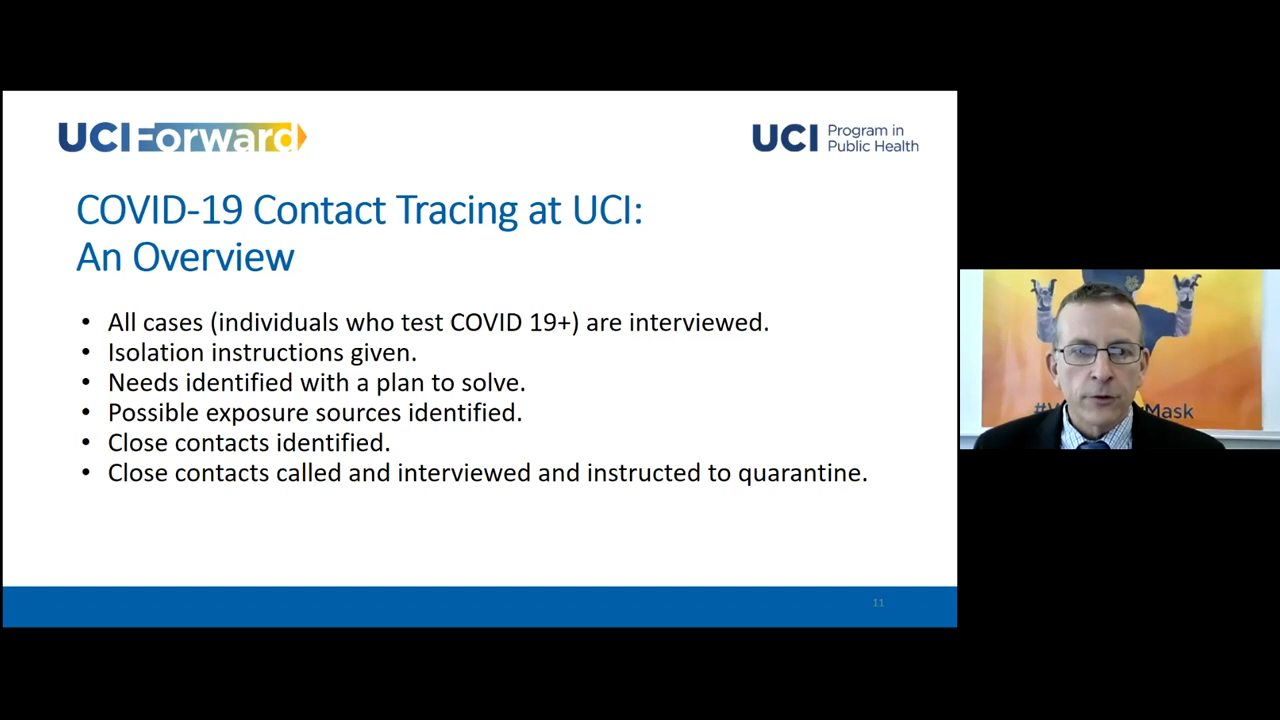 UCI Forward
UCI Program in
Public Health
COVID-19 Contact Tracing at UCI:
An Overview
• All cases (individuals who test COVID 19+) are interviewed.
• Isolation instructions given.
• Needs identified with a plan to solve.
• Possible exposure sources identified.
• Close contacts identified.
• Close contacts called and interviewed and instructed to quarantine.
11
Mask